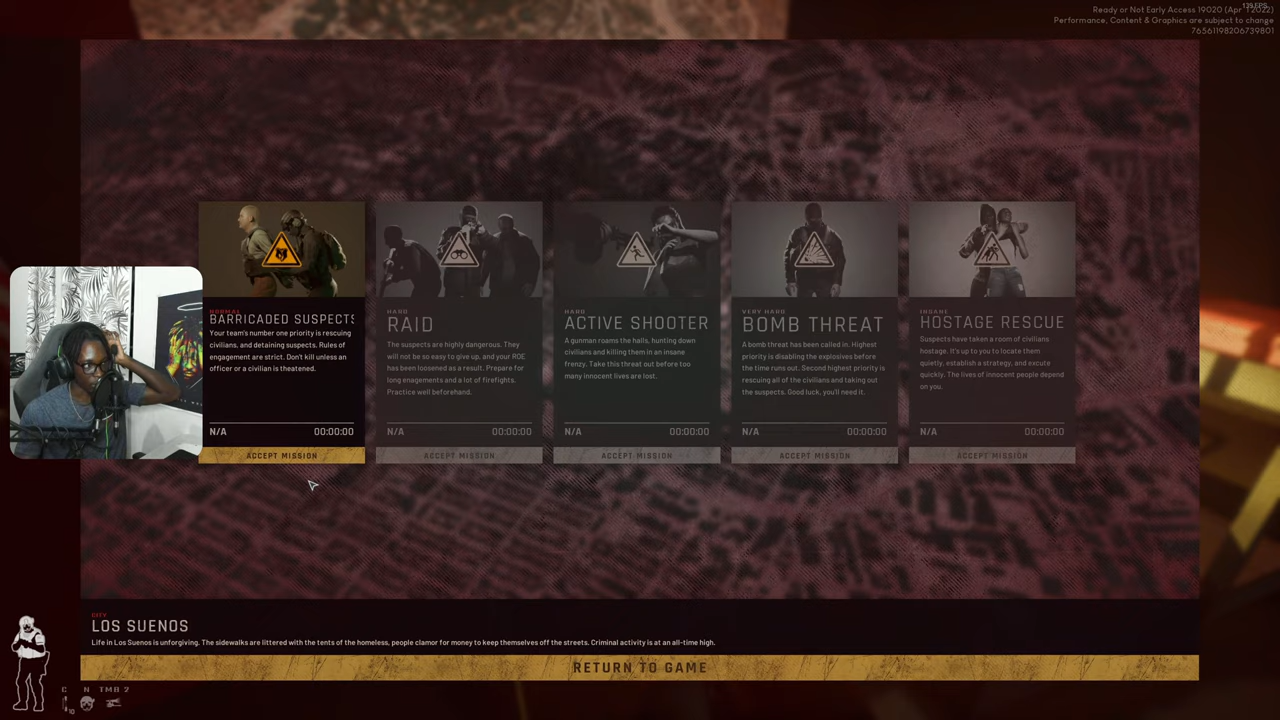 139 FPS
Ready or Not Early Access 19020 (Apr 1 2022)
Performance, Content & Graphics are subject to change
76561198206739801
NORMAL
BARRICADED SUSPECTS
Your team's number one priority is rescuing
civilians, and detaining suspects. Rules of
engagement are strict. Don't kill unless an
officer or a civilian is theatened.
N/A 00:00:00
ACCEPT MISSION
HARD
RAID
The suspects are highly dangerous. They
will not be so easy to give up, and your ROE
has been loosened as a result. Prepare for
long enagements and a lot of firefights.
Practice well beforehand.
N/A 00:00:00
ACCEPT MISSION
HARD
ACTIVE SHOOTER
A gunman roams the halls, hunting down
civilians and killing them in an insane
frenzy. Take this threat out before too
many innocent lives are lost.
N/A 00:00:00
ACCEPT MISSION
VERY HARD
BOMB THREAT
A bomb threat has been called in. Highest
priority is disabling the explosives before
the time runs out. Second highest priority is
rescuing all of the civilians and taking out
the suspects. Good luck, you'll need it.
N/A 00:00:00
ACCEPT MISSION
INSANE
HOSTAGE RESCUE
Suspects have taken a room of civilians
hostage. It's up to you to locate them
quietly, establish a strategy, and excute
quickly. The lives of innocent people depend
on you.
N/A 00:00:00
ACCEPT MISSION
CITY
LOS SUENOS
Life in Los Suenos is unforgiving. The sidewalks are littered with the tents of the homeless, people clamor for money to keep themselves off the streets. Criminal activity is at an all-time high.
RETURN TO GAME
C N TMB 2
10